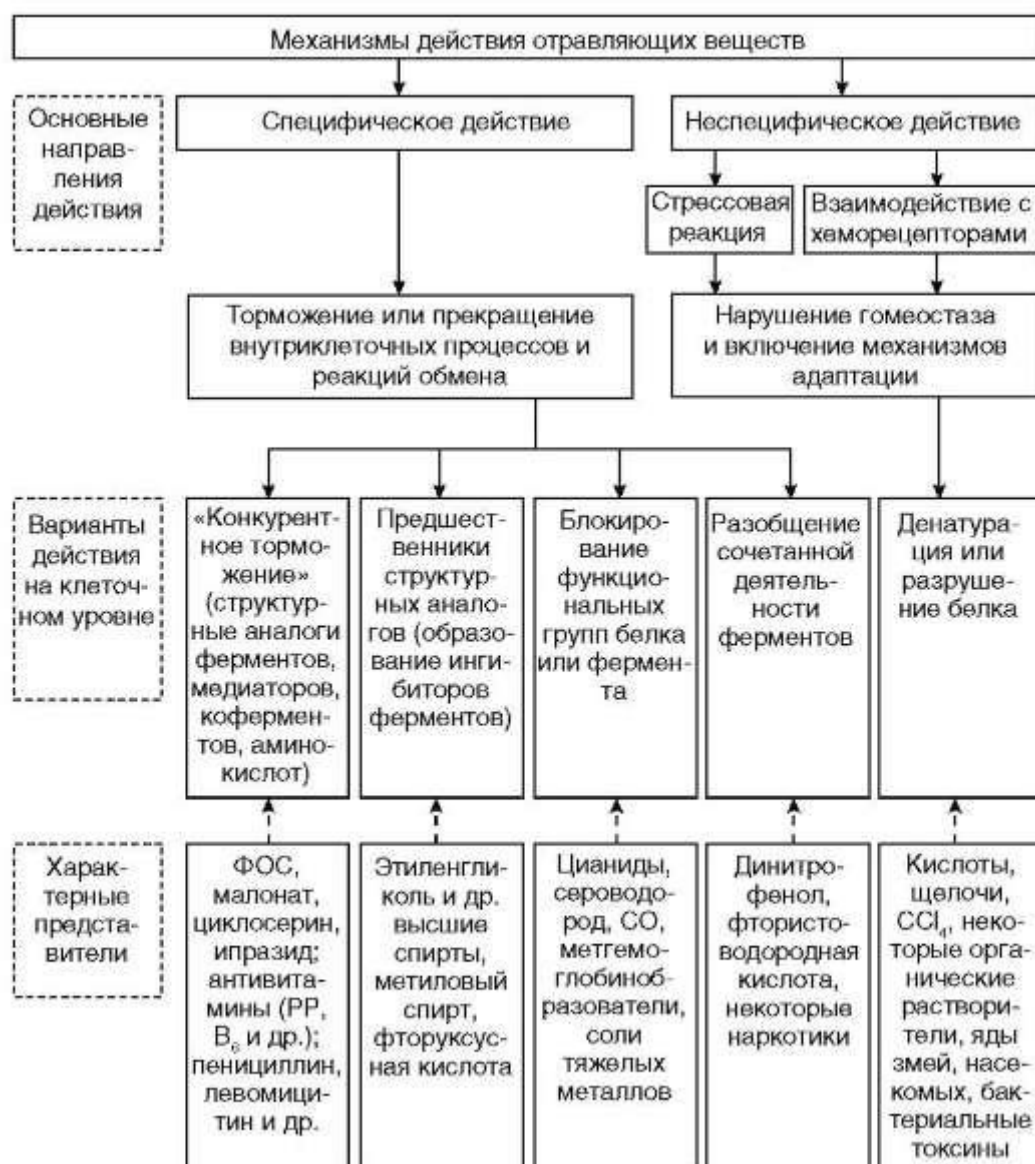 Механизмы действия отравляющих веществ
Основные
направ-
ления
действия
Специфическое действие
Неспецифическое действие
Стрессовая
реакция
Взаимодействие с
хеморецепторами
Торможение или прекращение
внутриклеточных процессов и
реакций обмена
Нарушение гомеостаза
и включение механизмов
адаптации
Варианты
действия
на клеточ-
ном уровне
«Конкурент-
ное тормо-
жение»
(структур-
ные аналоги
ферментов,
медиаторов,
кофермен-
тов, амино-
кислот)
Предшест-
венники
структур-
ных анало-
гов (образо-
вание инги-
биторов
ферментов)
Блокиро-
вание
функцио-
нальных
групп белка
или фермен-
та
Разобщение
сочетанной
деятель-
ности
ферментов
Денатура-
ция или
разруше-
ние белка
Харак-
терные
предста-
вители
ФОС,
малонат,
циклосерин,
ипразид;
антивита-
мины (РР,
В₆ и др.);
пенициллин,
левомици-
тин и др.
Этиленгли-
коль и др.
высшие
спирты,
метиловый
спирт,
фторуксус-
ная кислота
Цианиды,
сероводо-
род, СО,
метгемо-
глобиноб-
разователи,
соли
тяжелых
металлов
Динитро-
фенол,
фтористо-
водородная
кислота,
некоторые
наркотики
Кислоты,
щелочи,
CCl₄, неко-
торые орга-
нические
раствори-
тели, яды
змей, насе-
комых, бак-
териальные
токсины